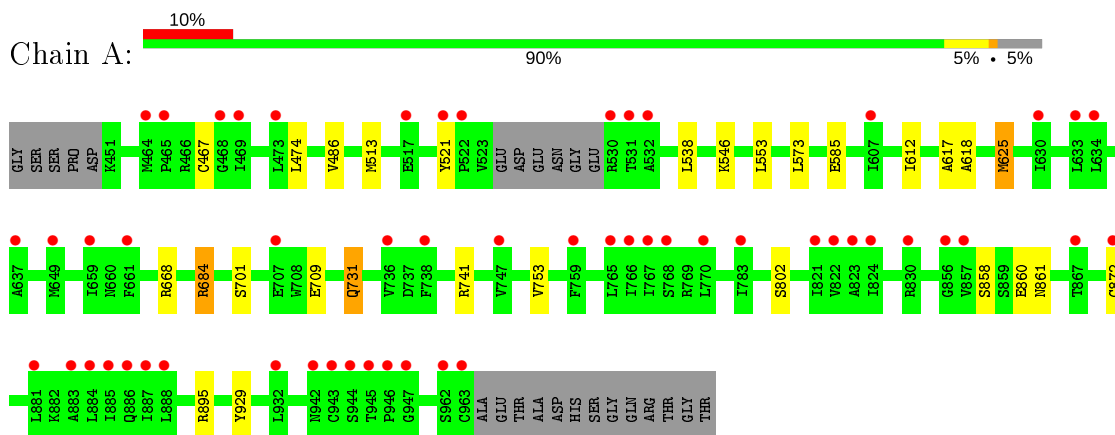 10%
Chain A:
90% 5% • 5%
GLY SER SER PRO ASP K451 M464 P465 R466 C467 G468 I469 L473 L474 V486 M513 E517 Y521 P522 V523 GLU ASP GLU ASN GLY GLU R530 T531 A532 L538 K546 L553 L573 E585 I607 I612 A617 A618 M625 I630 L633 L634
A637 M649 I659 N660 F661 R668 R684 S701 E707 W708 E709 Q731 V736 D737 F738 R741 V747 V753 F759 L765 I766 I767 S768 R769 L770 I783 S802 I821 V822 A823 I824 R830 G856 V857 S858 S859 E860 N861 T867 C872
L881 K882 A883 L884 I885 Q886 I887 L888 R895 Y929 L932 N942 C943 S944 T945 P946 G947 S962 C963 ALA GLU THR ALA ASP HIS SER GLY GLN ARG THR GLY THR